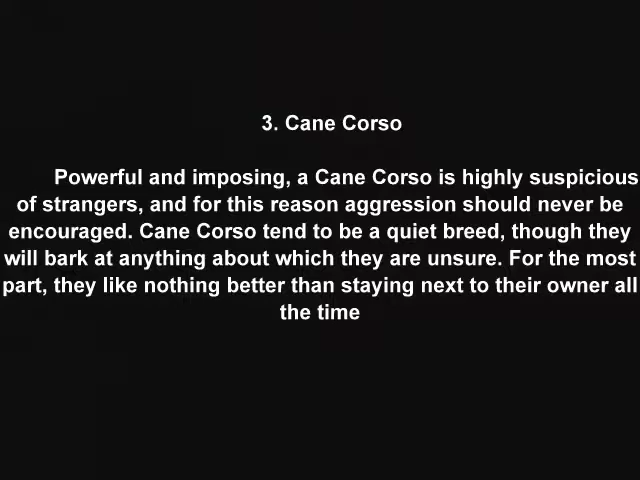 3. Cane Corso
Powerful and imposing, a Cane Corso is highly suspicious
of strangers, and for this reason aggression should never be
encouraged. Cane Corso tend to be a quiet breed, though they
will bark at anything about which they are unsure. For the most
part, they like nothing better than staying next to their owner all
the time